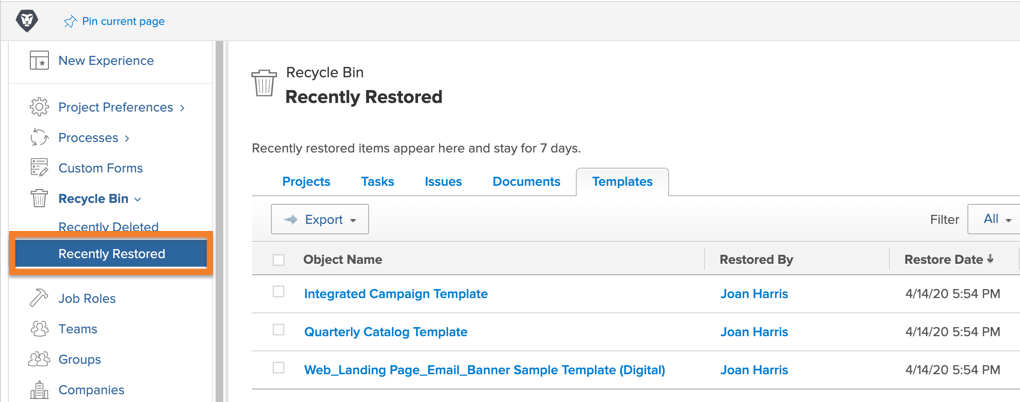 Pin current page
New Experience
Project Preferences
Processes
Custom Forms
Recycle Bin
Recently Deleted
Recently Restored
Job Roles
Teams
Groups
Companies
Recycle Bin
Recently Restored
Recently restored items appear here and stay for 7 days.
Projects Tasks Issues Documents Templates
Export Filter All
Object Name Restored By Restore Date
Integrated Campaign Template Joan Harris 4/14/20 5:54 PM
Quarterly Catalog Template Joan Harris 4/14/20 5:54 PM
Web_Landing Page_Email_Banner Sample Template (Digital) Joan Harris 4/14/20 5:54 PM